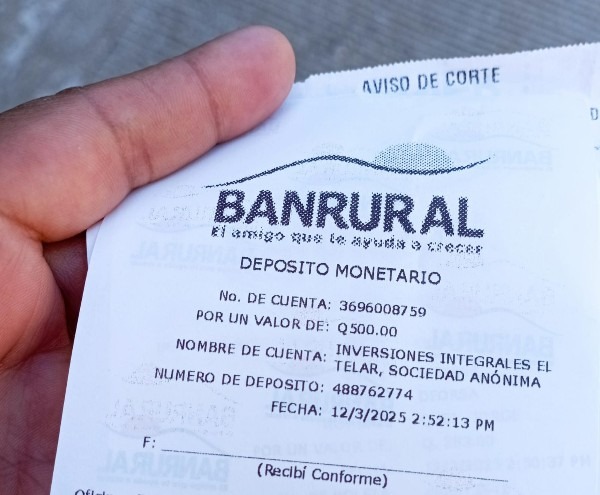 AVISO DE CORTE
BANRURAL
El amigo que te ayuda a crecer
DEPOSITO MONETARIO
No. DE CUENTA: 3696008759
POR UN VALOR DE: Q500.00
NOMBRE DE CUENTA: INVERSIONES INTEGRALES EL
TELAR, SOCIEDAD ANÓNIMA
NUMERO DE DEPOSITO: 488762774
FECHA: 12/3/2025 2:52:13 PM
F:
(Recibí Conforme)
BANRURAL